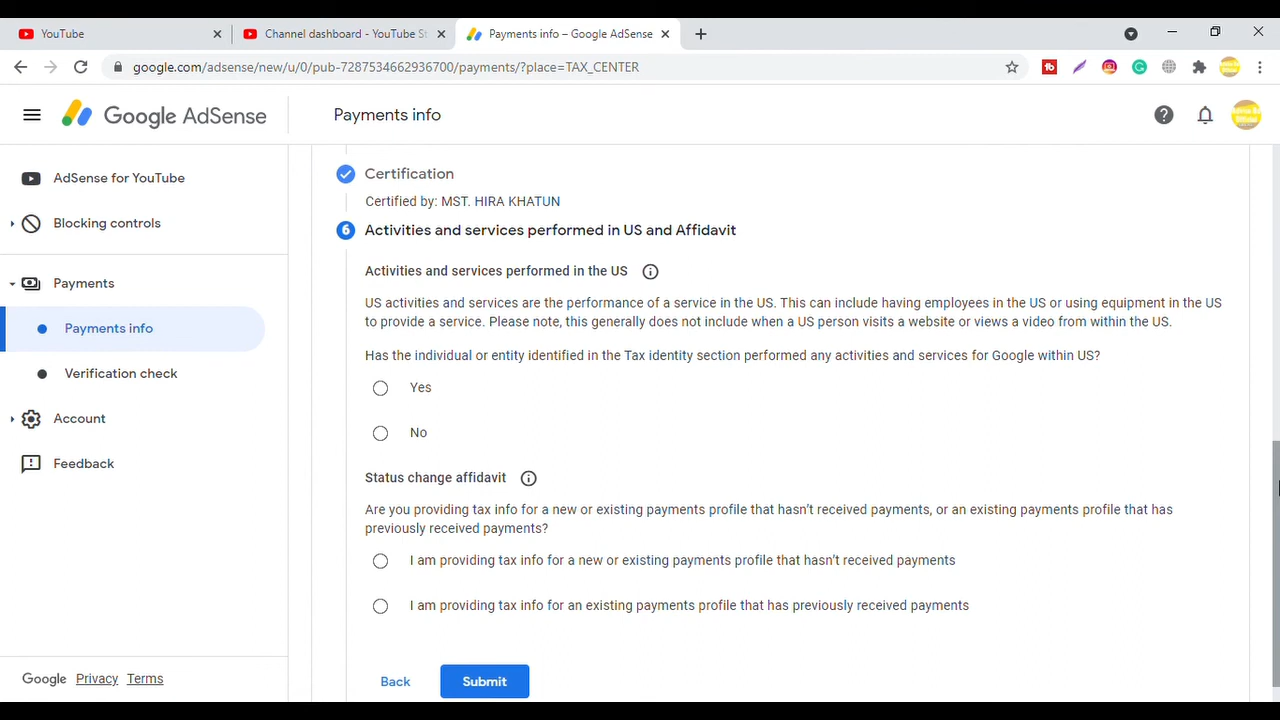 YouTube
Channel dashboard - YouTube St
Payments info – Google AdSense
google.com/adsense/new/u/0/pub-7287534662936700/payments/?place=TAX_CENTER
Google AdSense
Payments info
AdSense for YouTube
Blocking controls
Payments
Payments info
Verification check
Account
Feedback
Google Privacy Terms
Certification
Certified by: MST. HIRA KHATUN
6 Activities and services performed in US and Affidavit
Activities and services performed in the US
US activities and services are the performance of a service in the US. This can include having employees in the US or using equipment in the US
to provide a service. Please note, this generally does not include when a US person visits a website or views a video from within the US.
Has the individual or entity identified in the Tax identity section performed any activities and services for Google within US?
Yes
No
Status change affidavit
Are you providing tax info for a new or existing payments profile that hasn't received payments, or an existing payments profile that has
previously received payments?
I am providing tax info for a new or existing payments profile that hasn't received payments
I am providing tax info for an existing payments profile that has previously received payments
Back
Submit